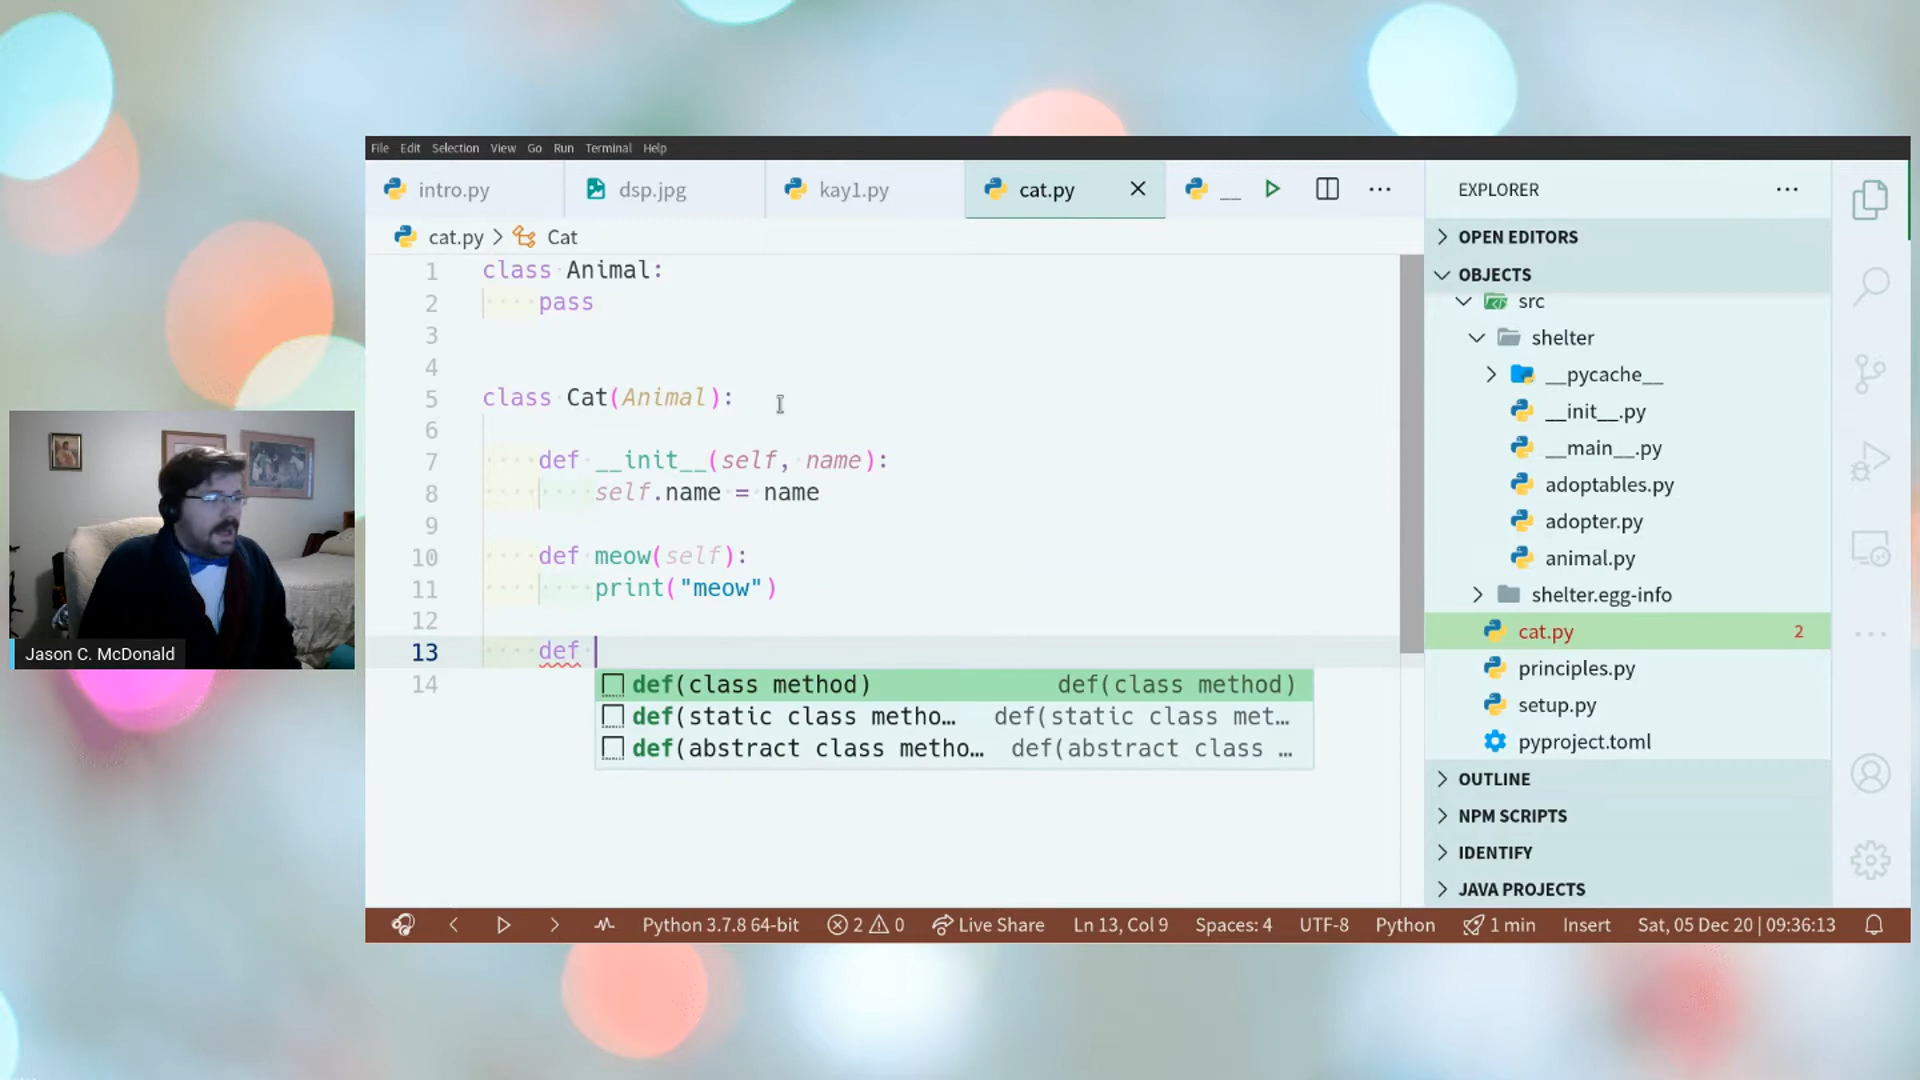 File Edit Selection View Go Run Terminal Help
intro.py dsp.jpg kay1.py cat.py __
cat.py > Cat
1 class Animal:
2 pass
3
4
5 class Cat(Animal):
6
7 def __init__(self, name):
8 self.name = name
9
10 def meow(self):
11 print("meow")
12
13 def
14
def(class method) def(class method)
def(static class metho… def(static class met…
def(abstract class metho… def(abstract class …
EXPLORER
OPEN EDITORS
OBJECTS
src
shelter
__pycache__
__init__.py
__main__.py
adoptables.py
adopter.py
animal.py
shelter.egg-info
cat.py 2
principles.py
setup.py
pyproject.toml
OUTLINE
NPM SCRIPTS
IDENTIFY
JAVA PROJECTS
Jason C. McDonald
Python 3.7.8 64-bit 2 0 Live Share Ln 13, Col 9 Spaces: 4 UTF-8 Python 1 min Insert Sat, 05 Dec 20 | 09:36:13